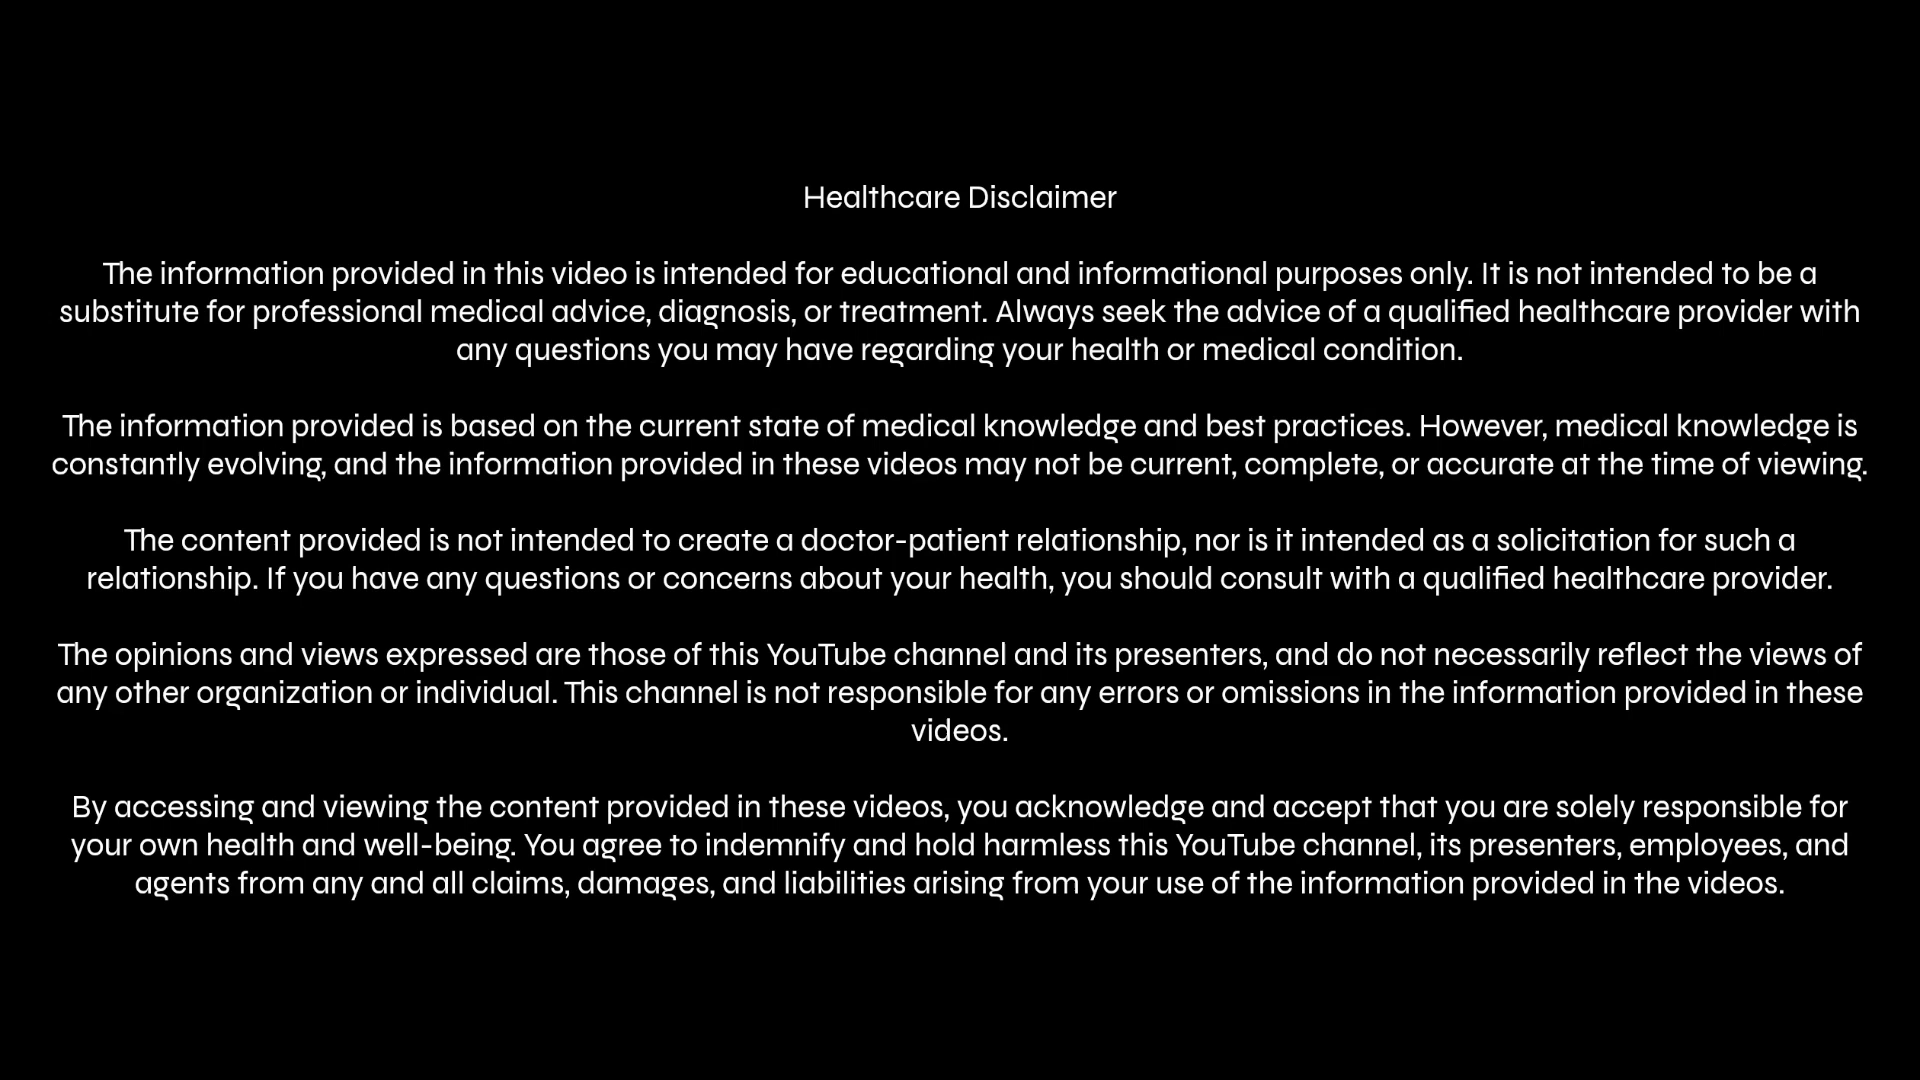 Healthcare Disclaimer
The information provided in this video is intended for educational and informational purposes only. It is not intended to be a
substitute for professional medical advice, diagnosis, or treatment. Always seek the advice of a qualified healthcare provider with
any questions you may have regarding your health or medical condition.
The information provided is based on the current state of medical knowledge and best practices. However, medical knowledge is
constantly evolving, and the information provided in these videos may not be current, complete, or accurate at the time of viewing.
The content provided is not intended to create a doctor-patient relationship, nor is it intended as a solicitation for such a
relationship. If you have any questions or concerns about your health, you should consult with a qualified healthcare provider.
The opinions and views expressed are those of this YouTube channel and its presenters, and do not necessarily reflect the views of
any other organization or individual. This channel is not responsible for any errors or omissions in the information provided in these
videos.
By accessing and viewing the content provided in these videos, you acknowledge and accept that you are solely responsible for
your own health and well-being. You agree to indemnify and hold harmless this YouTube channel, its presenters, employees, and
agents from any and all claims, damages, and liabilities arising from your use of the information provided in the videos.